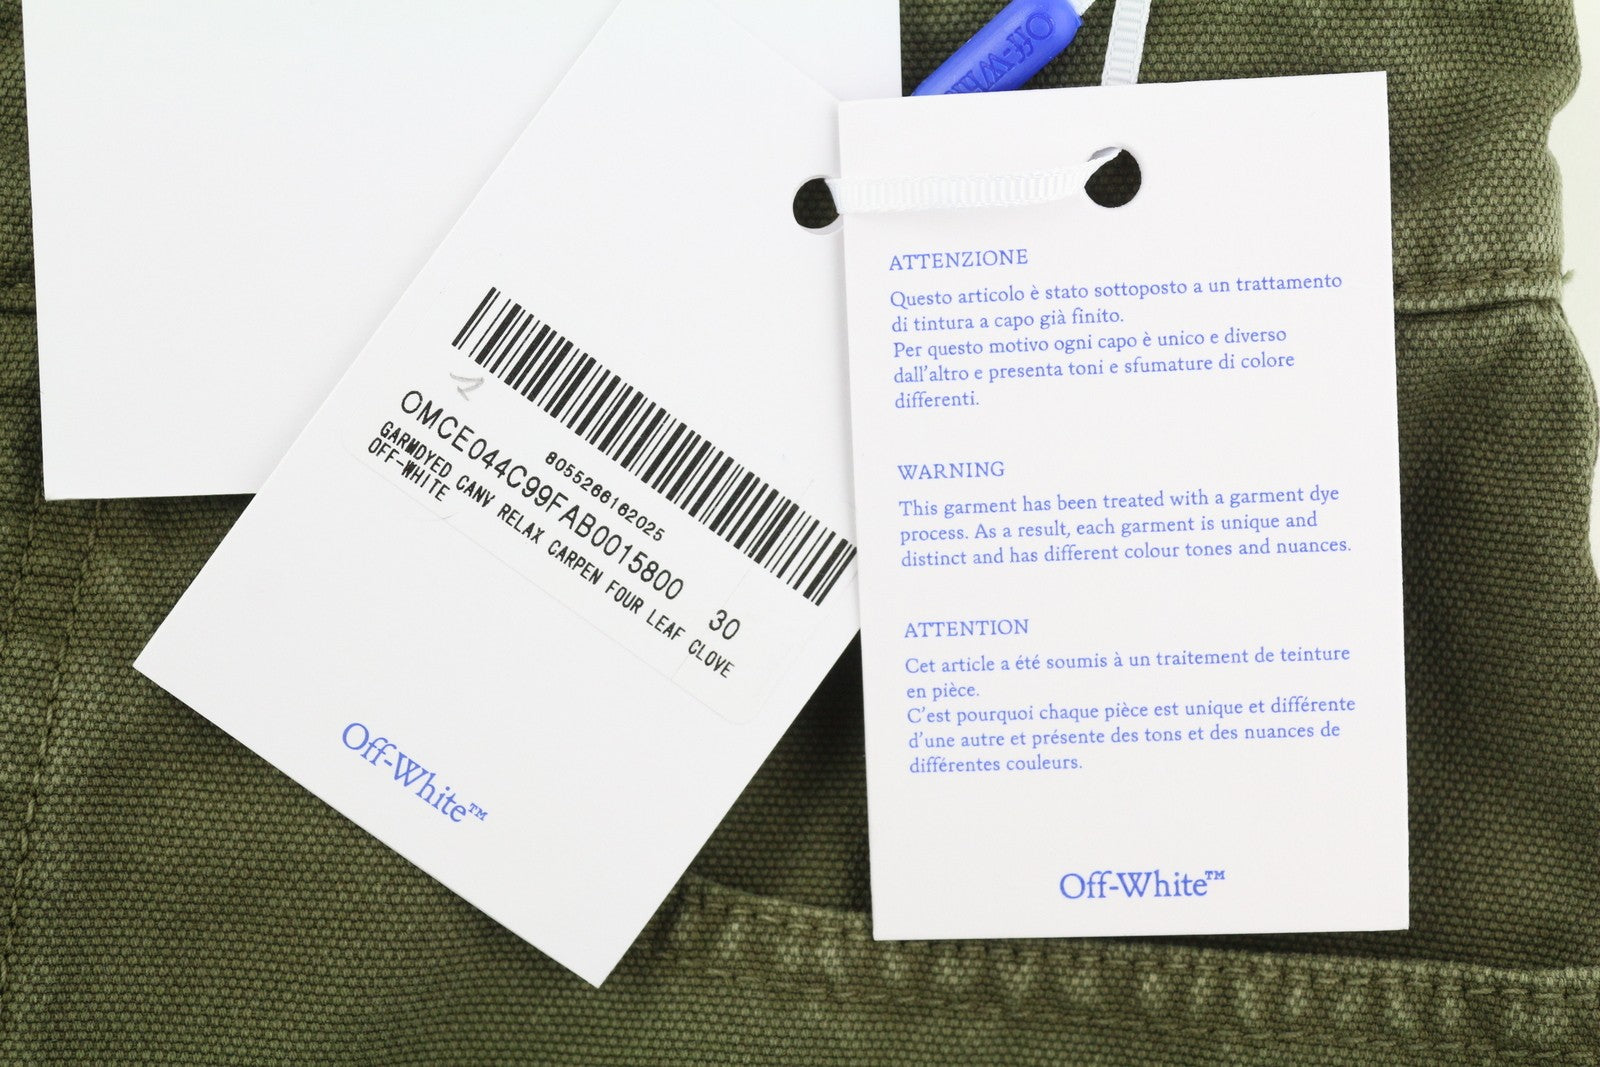 Off-White
8055266162025
OMCE044C99FAB0015800 30
GARMDYED CANV RELAX CARPEN FOUR LEAF CLOVE
OFF-WHITE
Off-White™
ATTENZIONE
Questo articolo è stato sottoposto a un trattamento
di tintura a capo già finito.
Per questo motivo ogni capo è unico e diverso
dall'altro e presenta toni e sfumature di colore
differenti.
WARNING
This garment has been treated with a garment dye
process. As a result, each garment is unique and
distinct and has different colour tones and nuances.
ATTENTION
Cet article a été soumis à un traitement de teinture
en pièce.
C'est pourquoi chaque pièce est unique et différente
d'une autre et présente des tons et des nuances de
différentes couleurs.
Off-White™